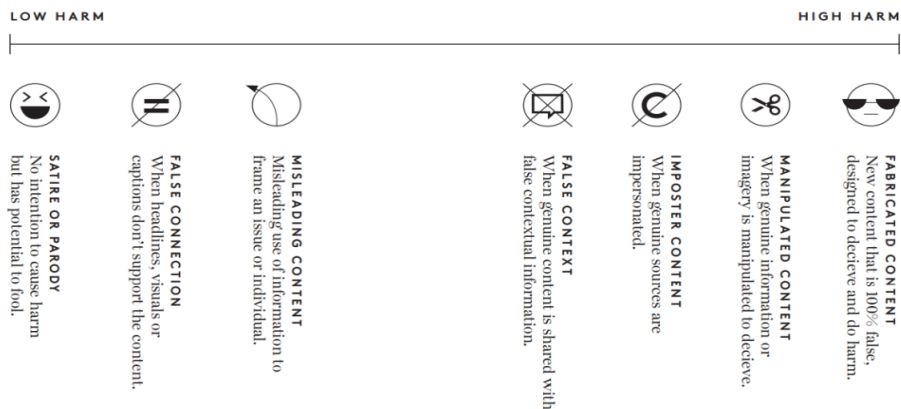 LOW HARM
HIGH HARM
SATIRE OR PARODY
No intention to cause harm
but has potential to fool.
FALSE CONNECTION
When headlines, visuals or
captions don't support the content.
MISLEADING CONTENT
Misleading use of information to
frame an issue or individual.
FALSE CONTEXT
When genuine content is shared with
false contextual information.
IMPOSTER CONTENT
When genuine sources are
impersonated.
MANIPULATED CONTENT
When genuine information or
imagery is manipulated to decieve.
FABRICATED CONTENT
New content that is 100% false,
designed to decieve and do harm.